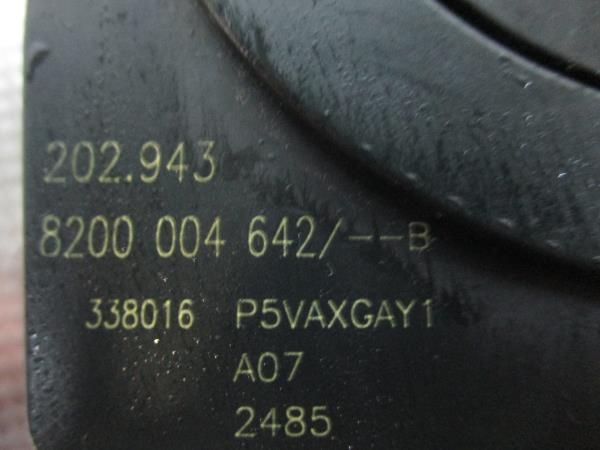 202.943
8200 004 642/--B
338016 P5VAXGAY1
A07
2485